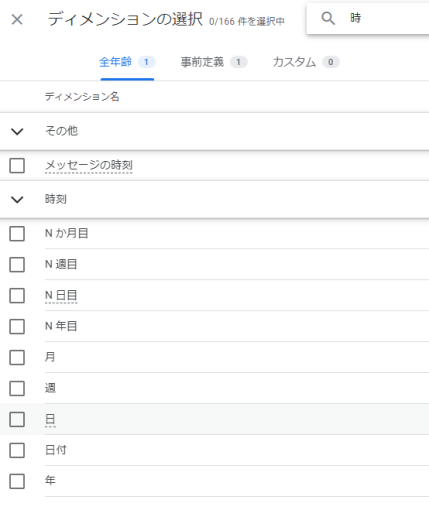 ディメンションの選択 0/166 件を選択中 時
全年齢 1 事前定義 1 カスタム 0
ディメンション名
その他
メッセージの時刻
時刻
N か月目
N 週目
N 日目
N 年目
月
週
日
日付
年